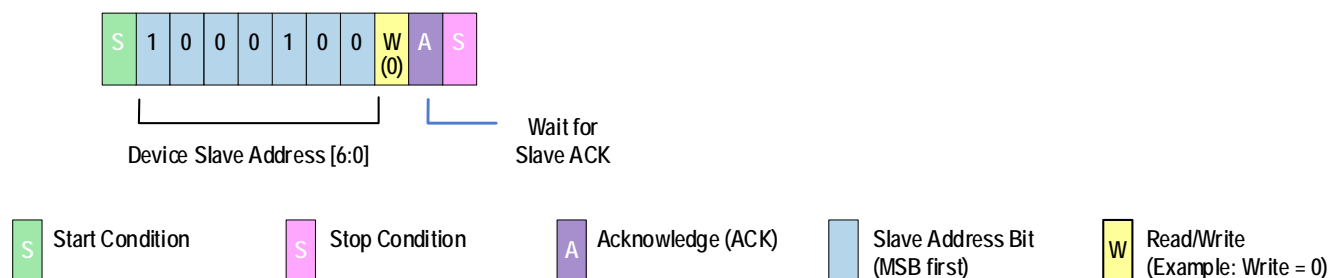 S 1 0 0 0 1 0 0 W A S
(0)
Wait for
Device Slave Address [6:0] Slave ACK
S Start Condition S Stop Condition A Acknowledge (ACK) Slave Address Bit W Read/Write
(MSB first) (Example: Write = 0)